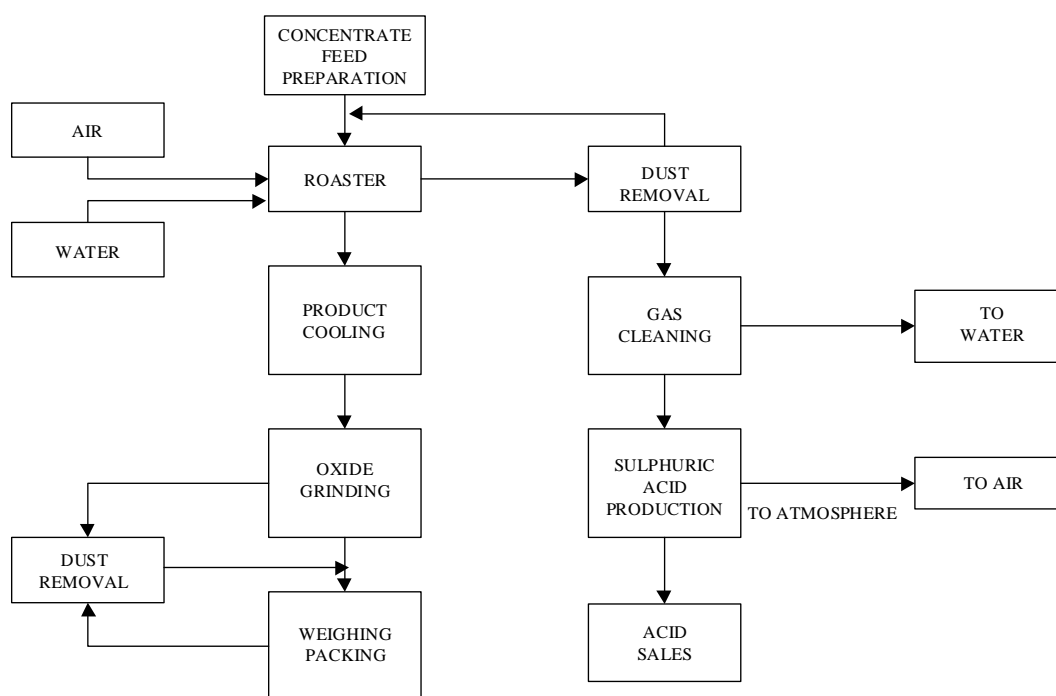 CONCENTRATE
FEED
PREPARATION
AIR
ROASTER
DUST
REMOVAL
WATER
PRODUCT
COOLING
GAS
CLEANING
TO
WATER
OXIDE
GRINDING
SULPHURIC
ACID
PRODUCTION
TO AIR
TO ATMOSPHERE
DUST
REMOVAL
WEIGHING
PACKING
ACID
SALES